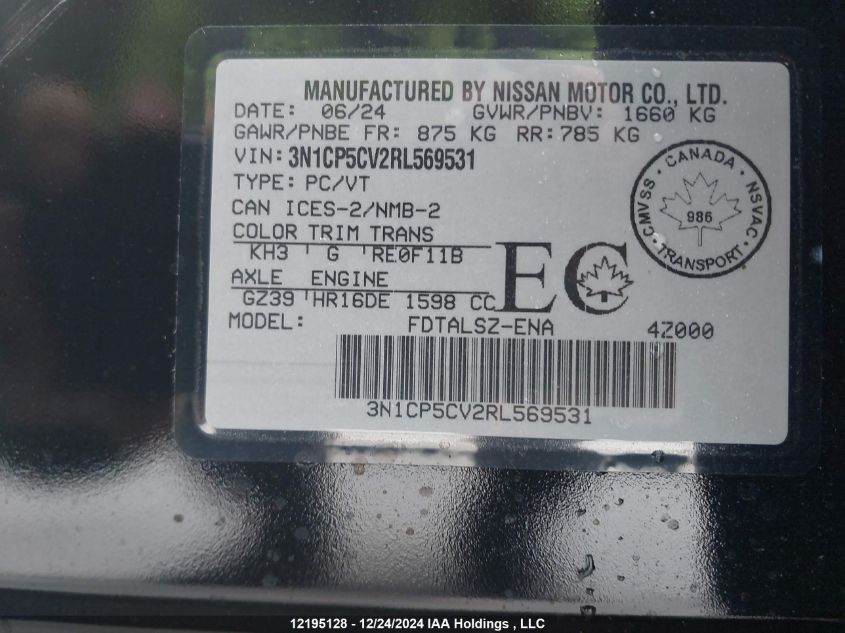 MANUFACTURED BY NISSAN MOTOR CO., LTD.
DATE: 06/24 GVWR/PNBV: 1660 KG
GAWR/PNBE FR: 875 KG RR: 785 KG
VIN: 3N1CP5CV2RL569531
TYPE: PC/VT
CAN ICES-2/NMB-2
COLOR TRIM TRANS
KH3 G RE0F11B
AXLE ENGINE
GZ39 HR16DE 1598 CC
EC
CANADA
CMVSS 986 NSVAC
TRANSPORT
MODEL: FDTALSZ-ENA 4Z000
3N1CP5CV2RL569531
12195128 - 12/24/2024 IAA Holdings , LLC